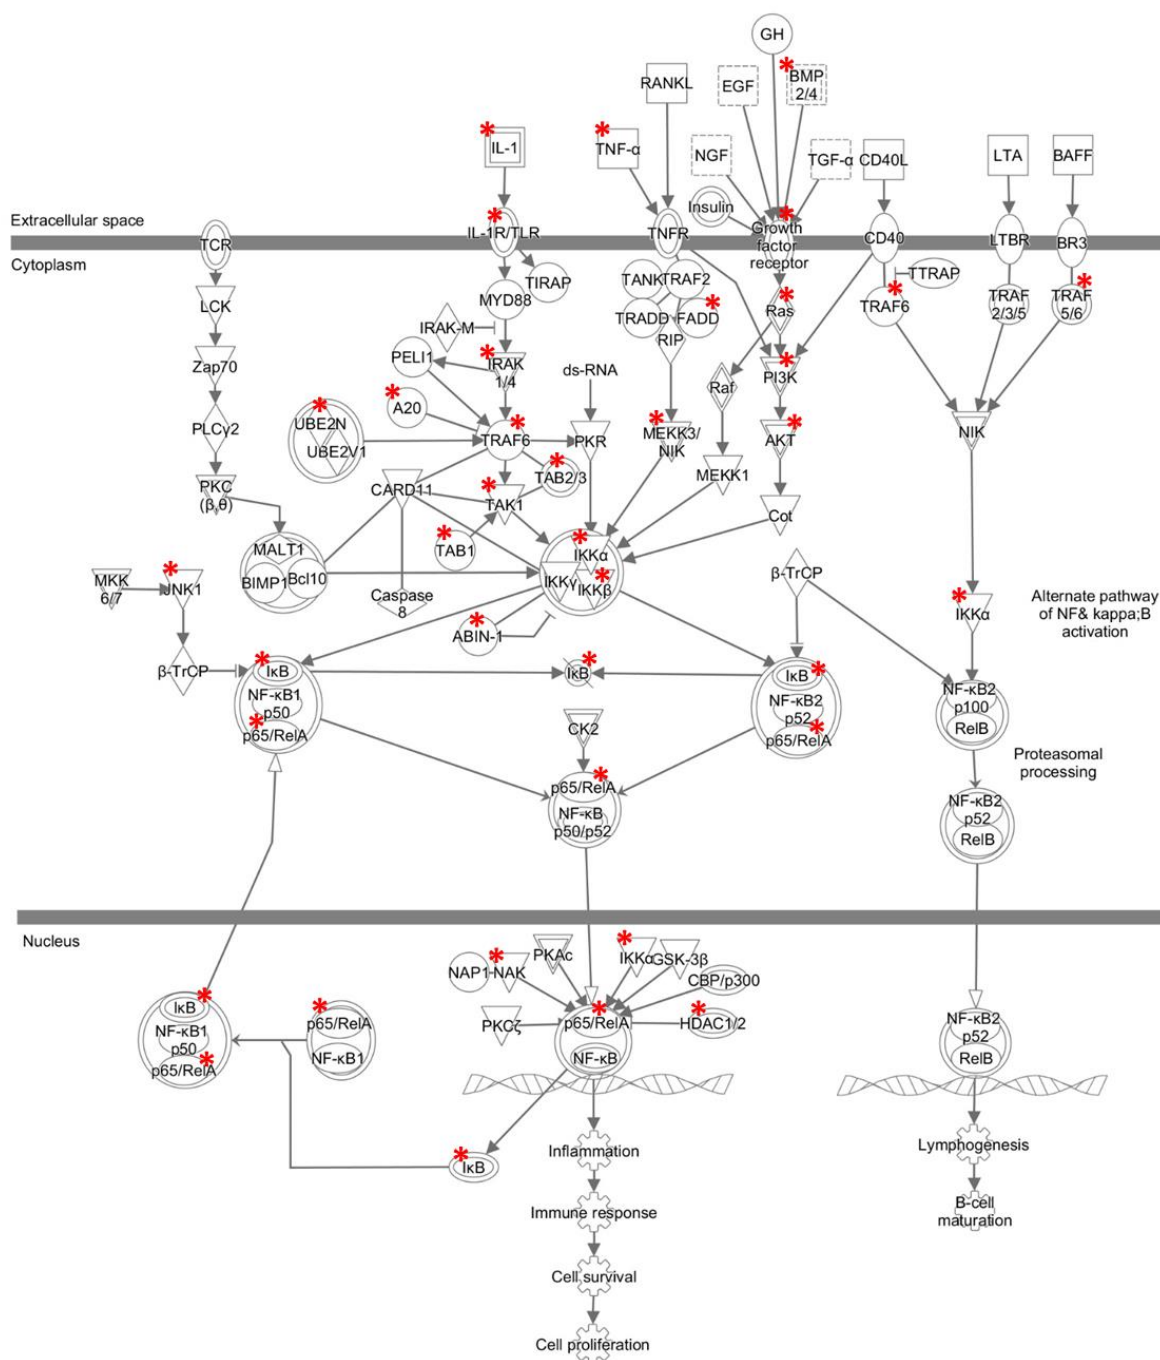 GH
RANKL
EGF
BMP
2/4
IL-1
TNF-α
NGF
TGF-α
CD40L
LTA
BAFF
Insulin
Extracellular space
TCR
IL-1R/TLR
TNFR
Growth
factor
receptor
CD40
LTBR
BR3
Cytoplasm
TIRAP
TANK
TRAF2
TTRAP
LCK
MYD88
TRADD
FADD
RIP
Ras
TRAF6
TRAF
2/3/5
TRAF
5/6
IRAK-M
PELI1
IRAK
1/4
ds-RNA
Zap70
Raf
PI3K
A20
UBE2N
UBE2V1
TRAF6
PKR
MEKK3/
NIK
AKT
NIK
PLCγ2
PKC
(β,θ)
CARD11
TAB2/3
TAK1
MEKK1
Cot
TAB1
MALT1
BIMP1
Bcl10
IKKα
IKKγ
IKKβ
MKK
6/7
JNK1
Caspase
8
β-TrCP
IKKα
Alternate pathway
of NF& kappa;B
activation
ABIN-1
β-TrCP
IκB
NF-κB1
p50
p65/RelA
IκB
IκB
NF-κB2
p52
p65/RelA
NF-κB2
p100
RelB
CK2
Proteasomal
processing
p65/RelA
NF-κB
p50/p52
NF-κB2
p52
RelB
Nucleus
NAP1
NAK
PKAc
IKKα
GSK-3β
CBP/p300
PKCζ
p65/RelA
HDAC1/2
NF-κB
IκB
NF-κB1
p50
p65/RelA
p65/RelA
NF-κB1
NF-κB2
p52
RelB
IκB
Inflammation
Immune response
Cell survival
Cell proliferation
Lymphogenesis
B-cell
maturation